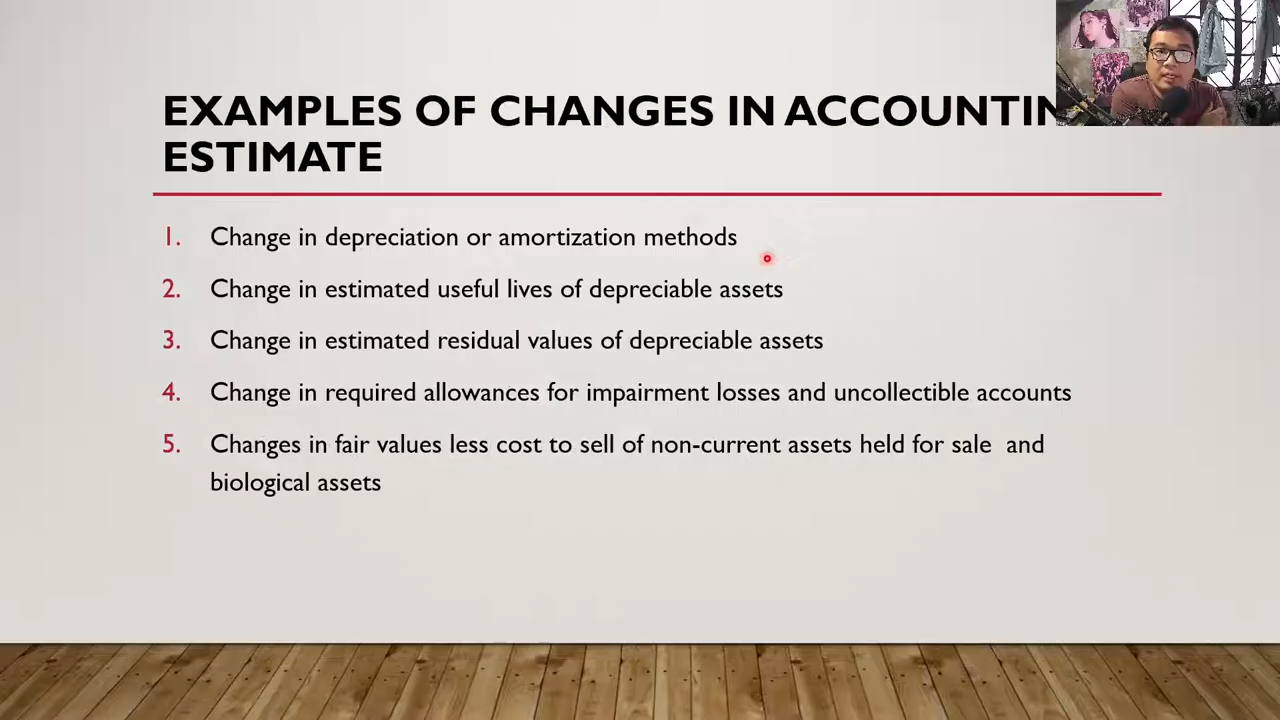 EXAMPLES OF CHANGES IN ACCOUNTIN
ESTIMATE
1. Change in depreciation or amortization methods
2. Change in estimated useful lives of depreciable assets
3. Change in estimated residual values of depreciable assets
4. Change in required allowances for impairment losses and uncollectible accounts
5. Changes in fair values less cost to sell of non-current assets held for sale and
biological assets